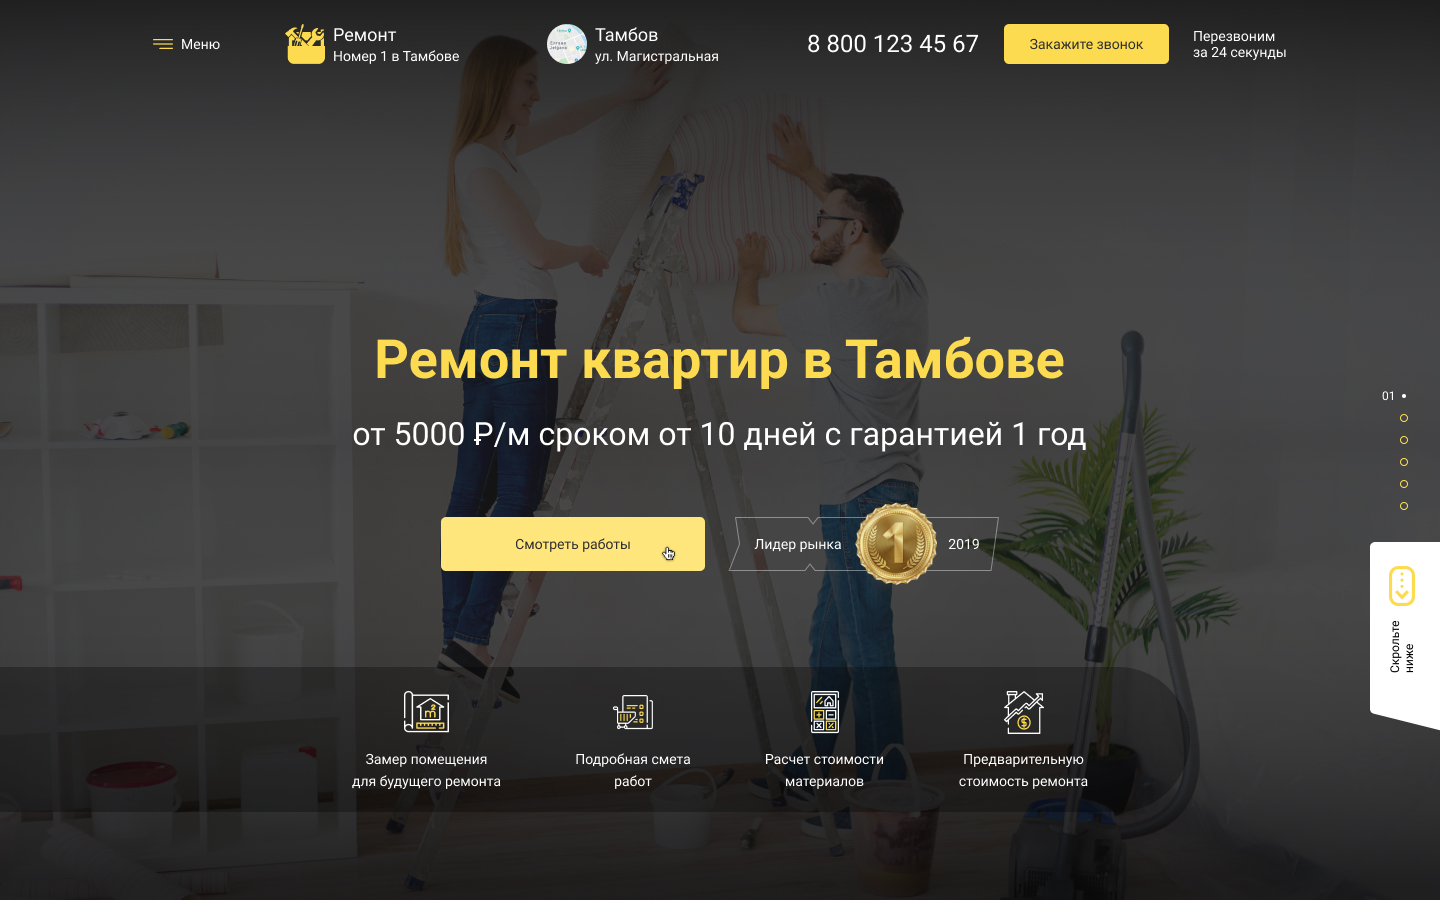 Меню
Ремонт
Номер 1 в Тамбове
Тамбов
ул. Магистральная
8 800 123 45 67
Закажите звонок
Перезвоним
за 24 секунды
Ремонт квартир в Тамбове
от 5000 ₽/м сроком от 10 дней с гарантией 1 год
01
Смотреть работы
Лидер рынка
1
2019
Скрольте
ниже
Замер помещения
для будущего ремонта
Подробная смета
работ
Расчет стоимости
материалов
Предварительную
стоимость ремонта